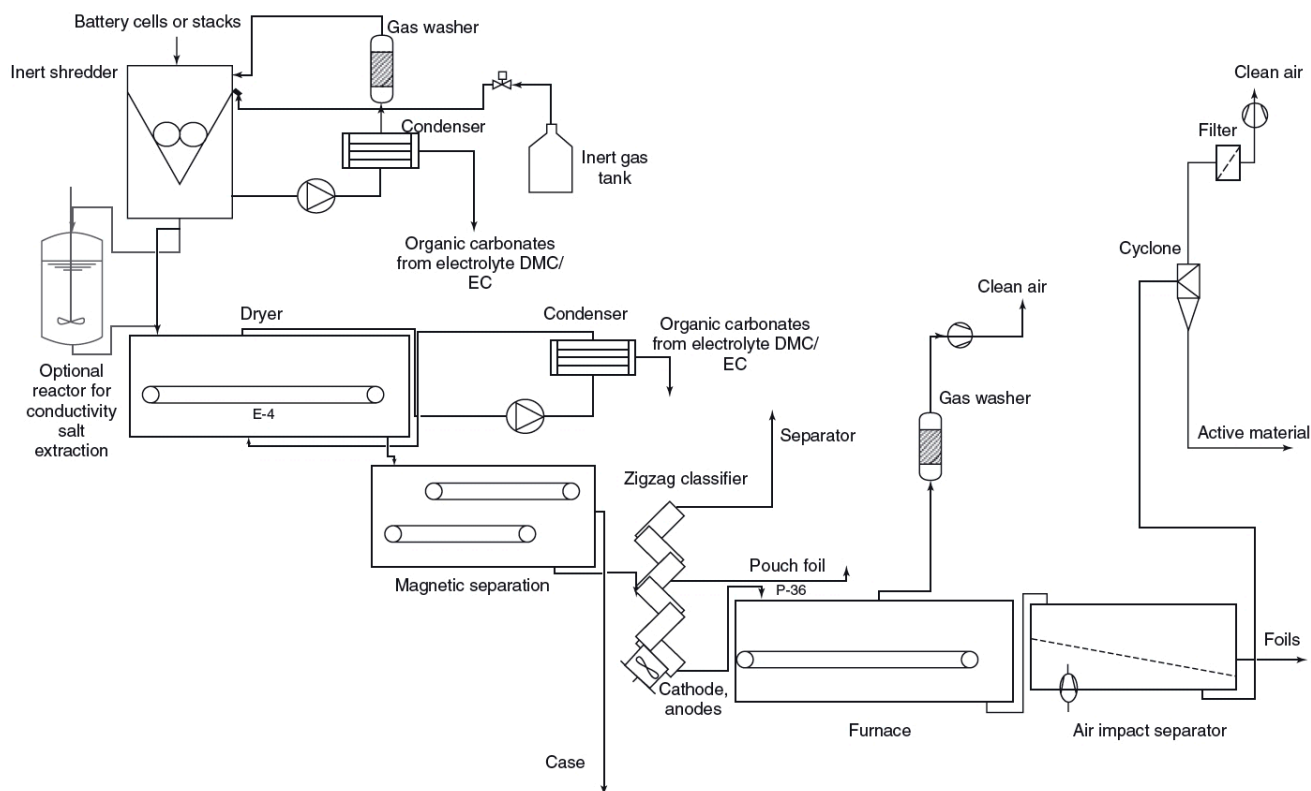 Battery cells or stacks
Gas washer
Inert shredder
Clean air
Condenser
Filter
Inert gas
tank
Organic carbonates
from electrolyte DMC/
EC
Cyclone
Clean air
Dryer
Condenser
Organic carbonates
from electrolyte DMC/
EC
Optional
reactor for
conductivity
salt
extraction
E-4
Gas washer
Separator
Active material
Zigzag classifier
Magnetic separation
Pouch foil
P-36
Foils
Cathode,
anodes
Furnace
Air impact separator
Case